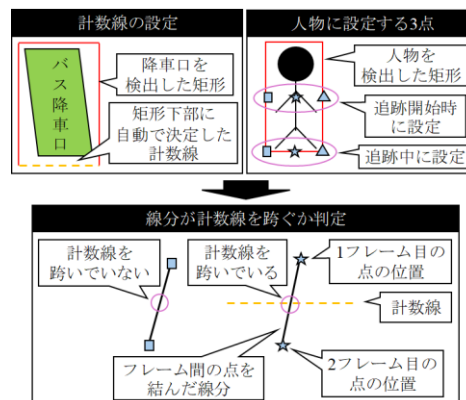 計数線の設定
バス降車口
降車口を
検出した矩形
矩形下部に
自動で決定した
計数線
人物に設定する3点
人物を
検出した矩形
追跡開始時
に設定
追跡中に設定
線分が計数線を跨ぐか判定
計数線を
跨いでいない
計数線を
跨いでいる
1フレーム目の
点の位置
計数線
フレーム間の点を
結んだ線分
2フレーム目の
点の位置